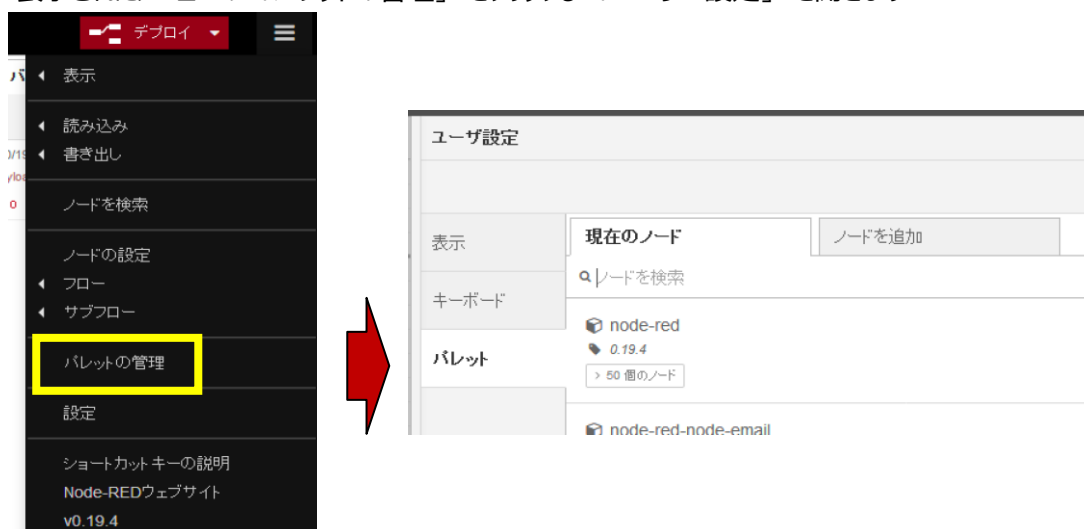 デプロイ
表示
読み込み
書き出し
ノードを検索
ノードの設定
フロー
サブフロー
パレットの管理
設定
ショートカットキーの説明
Node-REDウェブサイト
v0.19.4
ユーザ設定
表示
キーボード
パレット
現在のノード
ノードを追加
ノードを検索
node-red
0.19.4
> 50 個のノード
node-red-node-email